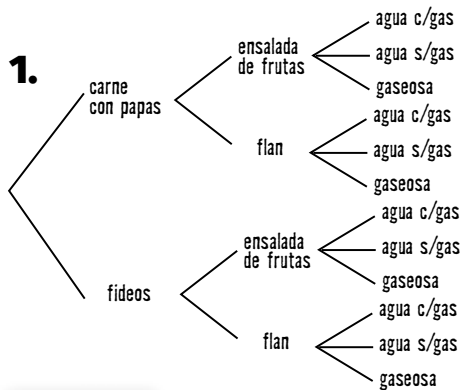 1.
carne
con papas
ensalada
de frutas
agua c/gas
agua s/gas
gaseosa
flan
agua c/gas
agua s/gas
gaseosa
fideos
ensalada
de frutas
agua c/gas
agua s/gas
gaseosa
flan
agua c/gas
agua s/gas
gaseosa